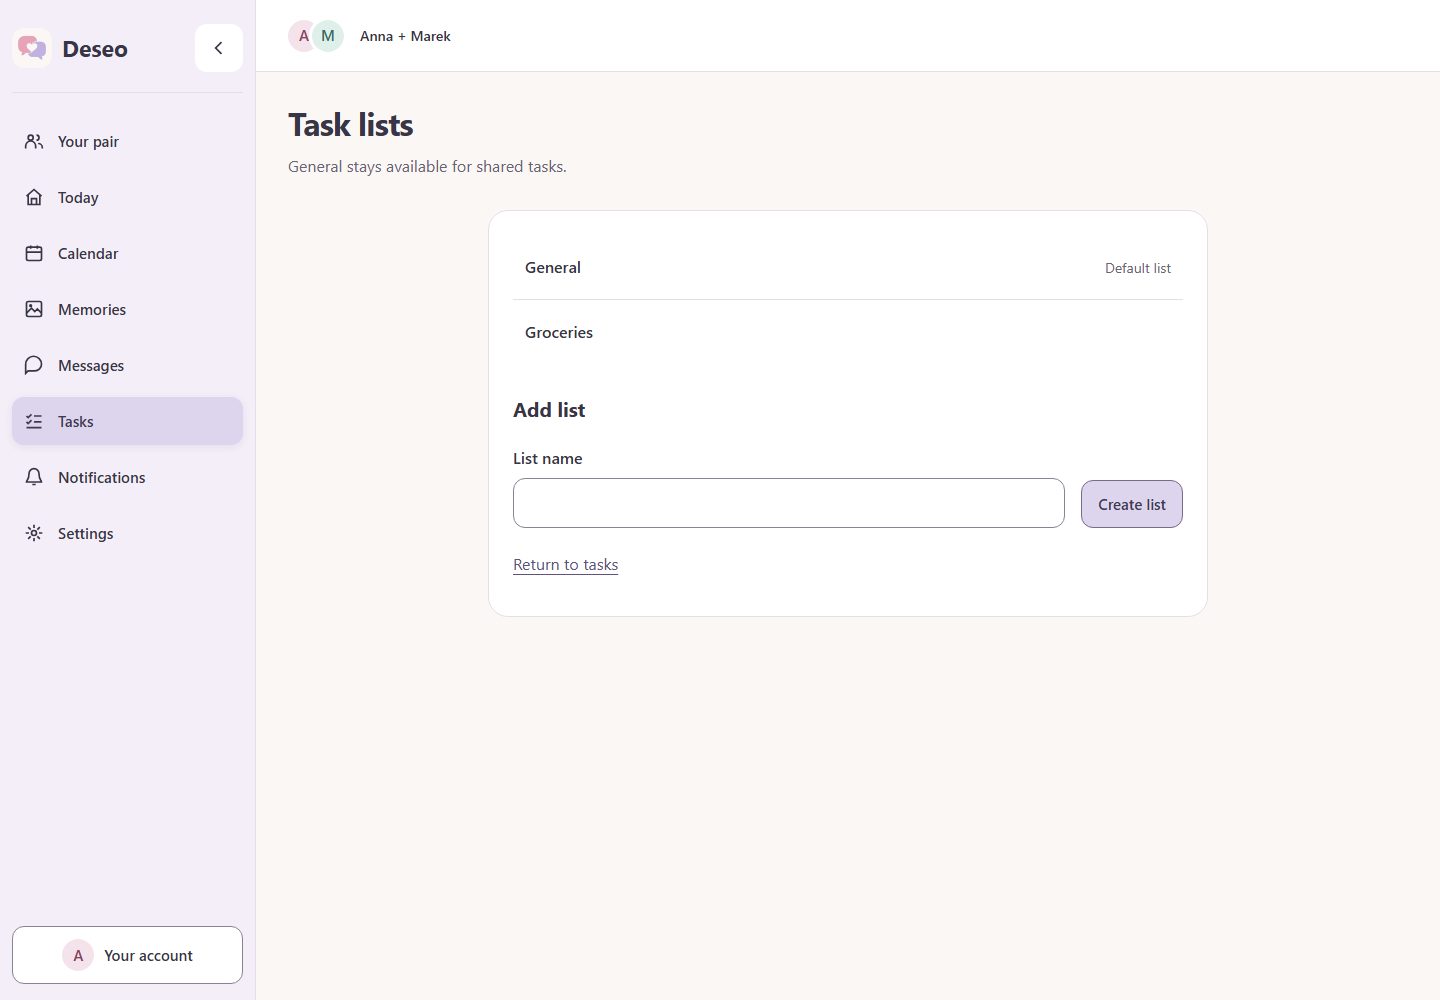 Deseo
A M Anna + Marek
Your pair
Today
Calendar
Memories
Messages
Tasks
Notifications
Settings
A Your account
Task lists
General stays available for shared tasks.
General Default list
Groceries
Add list
List name
Create list
Return to tasks